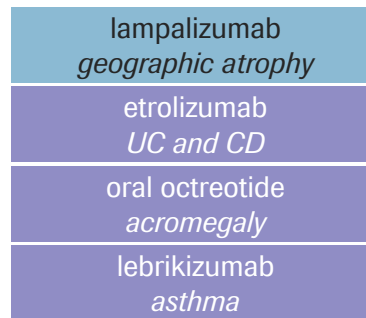 lampalizumab
geographic atrophy
etrolizumab
UC and CD
oral octreotide
acromegaly
lebrikizumab
asthma